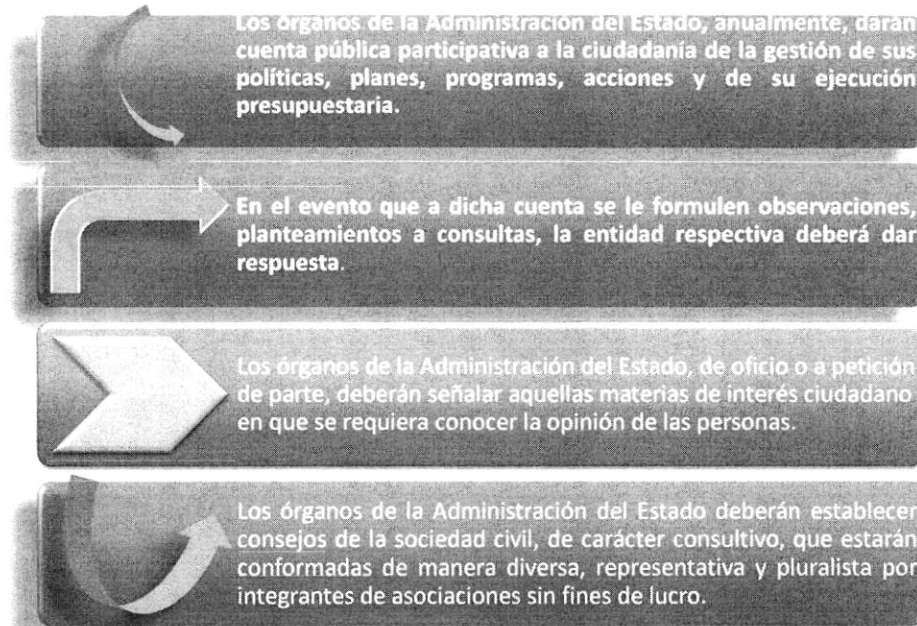 Los órganos de la Administración del Estado, anualmente, darán
cuenta pública participativa a la ciudadanía de la gestión de sus
políticas, planes, programas, acciones y de su ejecución
presupuestaria.
En el evento que a dicha cuenta se le formulen observaciones,
planteamientos a consultas, la entidad respectiva deberá dar
respuesta.
Los órganos de la Administración del Estado, de oficio o a petición
de parte, deberán señalar aquellas materias de interés ciudadano
en que se requiera conocer la opinión de las personas.
Los órganos de la Administración del Estado deberán establecer
consejos de la sociedad civil, de carácter consultivo, que estarán
conformadas de manera diversa, representativa y pluralista por
integrantes de asociaciones sin fines de lucro.